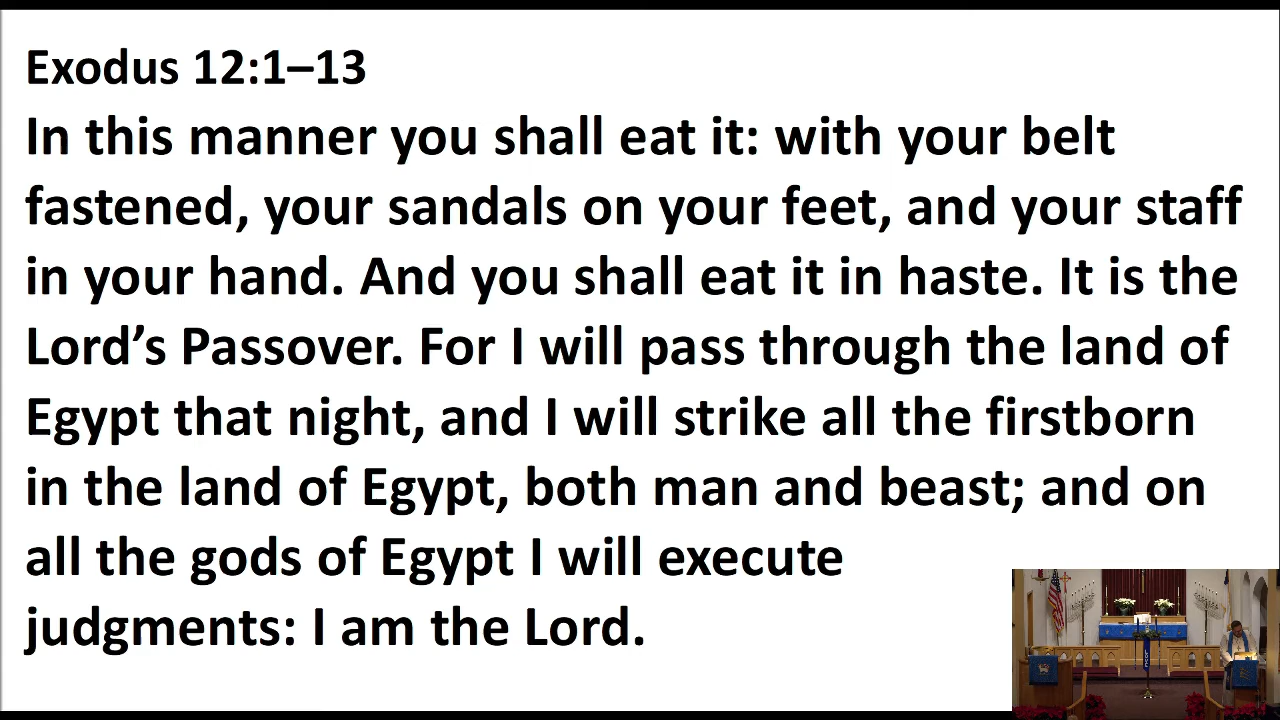 Exodus 12:1–13
In this manner you shall eat it: with your belt
fastened, your sandals on your feet, and your staff
in your hand. And you shall eat it in haste. It is the
Lord’s Passover. For I will pass through the land of
Egypt that night, and I will strike all the firstborn
in the land of Egypt, both man and beast; and on
all the gods of Egypt I will execute
judgments: I am the Lord.